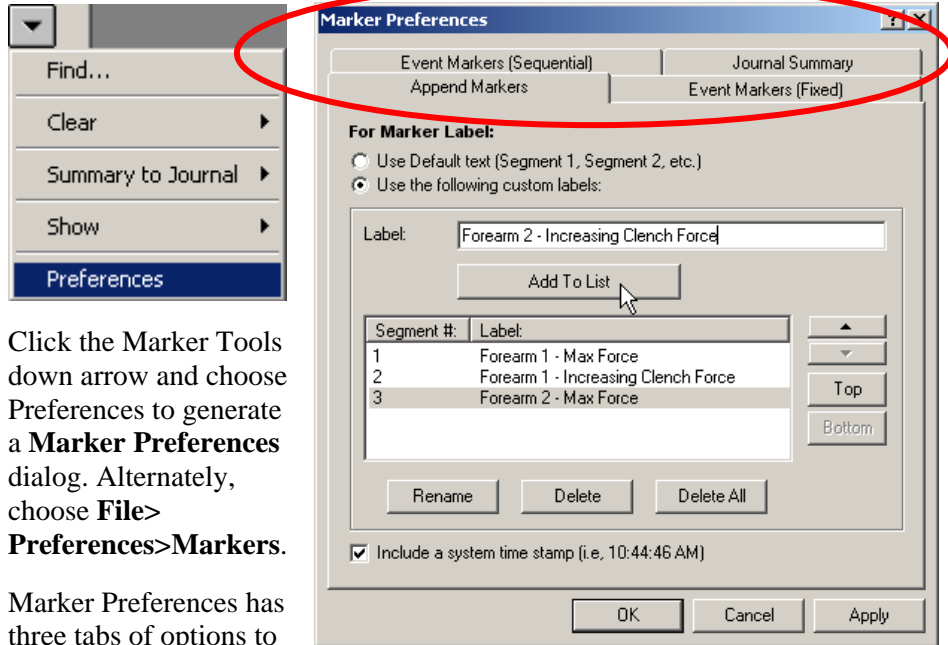 Find...
Clear
Summary to Journal
Show
Preferences
Click the Marker Tools
down arrow and choose
Preferences to generate
a Marker Preferences
dialog. Alternately,
choose File>
Preferences>Markers.
Marker Preferences has
three tabs of options to
Marker Preferences
Event Markers (Sequential) Journal Summary
Append Markers Event Markers (Fixed)
For Marker Label:
Use Default text (Segment 1, Segment 2, etc.)
Use the following custom labels:
Label: Forearm 2 - Increasing Clench Force
Add To List
Segment #: Label:
1 Forearm 1 - Max Force
2 Forearm 1 - Increasing Clench Force
3 Forearm 2 - Max Force
Top
Bottom
Rename Delete Delete All
Include a system time stamp (i.e, 10:44:46 AM)
OK Cancel Apply